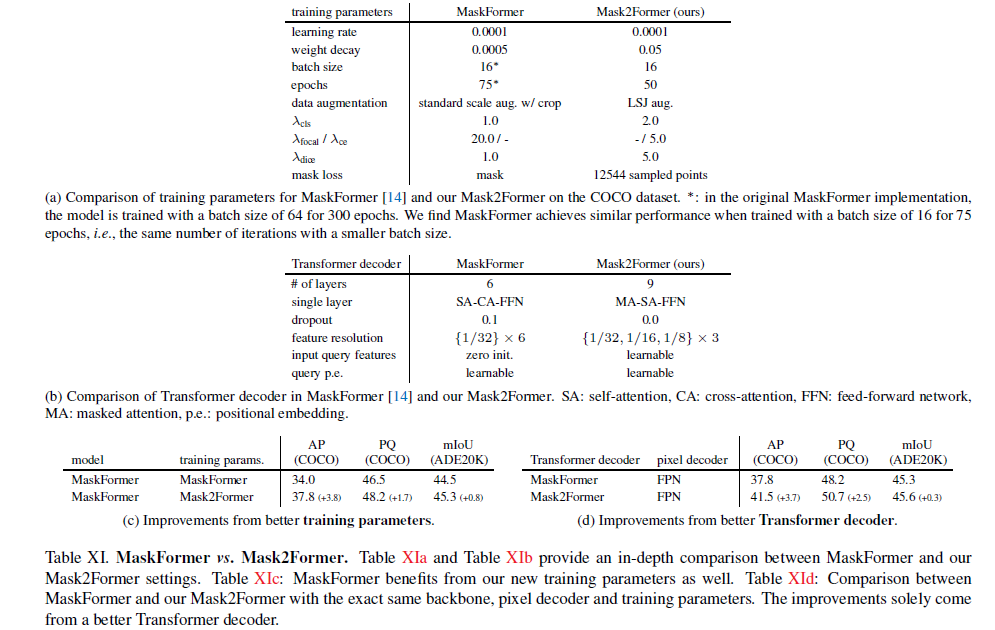 training parameters MaskFormer Mask2Former (ours)
learning rate 0.0001 0.0001
weight decay 0.0005 0.05
batch size 16* 16
epochs 75* 50
data augmentation standard scale aug. w/ crop LSJ aug.
λcls 1.0 2.0
λfocal / λce 20.0 / - - / 5.0
λdice 1.0 5.0
mask loss mask 12544 sampled points
(a) Comparison of training parameters for MaskFormer [14] and our Mask2Former on the COCO dataset. *: in the original MaskFormer implementation,
the model is trained with a batch size of 64 for 300 epochs. We find MaskFormer achieves similar performance when trained with a batch size of 16 for 75
epochs, i.e., the same number of iterations with a smaller batch size.
Transformer decoder MaskFormer Mask2Former (ours)
# of layers 6 9
single layer SA-CA-FFN MA-SA-FFN
dropout 0.1 0.0
feature resolution {1/32} × 6 {1/32, 1/16, 1/8} × 3
input query features zero init. learnable
query p.e. learnable learnable
(b) Comparison of Transformer decoder in MaskFormer [14] and our Mask2Former. SA: self-attention, CA: cross-attention, FFN: feed-forward network,
MA: masked attention, p.e.: positional embedding.
AP PQ mIoU
model training params. (COCO) (COCO) (ADE20K)
MaskFormer MaskFormer 34.0 46.5 44.5
MaskFormer Mask2Former 37.8 (+3.8) 48.2 (+1.7) 45.3 (+0.8)
(c) Improvements from better training parameters.
AP PQ mIoU
Transformer decoder pixel decoder (COCO) (COCO) (ADE20K)
MaskFormer FPN 37.8 48.2 45.3
Mask2Former FPN 41.5 (+3.7) 50.7 (+2.5) 45.6 (+0.3)
(d) Improvements from better Transformer decoder.
Table XI. MaskFormer vs. Mask2Former. Table XIa and Table XIb provide an in-depth comparison between MaskFormer and our
Mask2Former settings. Table XIc: MaskFormer benefits from our new training parameters as well. Table XId: Comparison between
MaskFormer and our Mask2Former with the exact same backbone, pixel decoder and training parameters. The improvements solely come
from a better Transformer decoder.